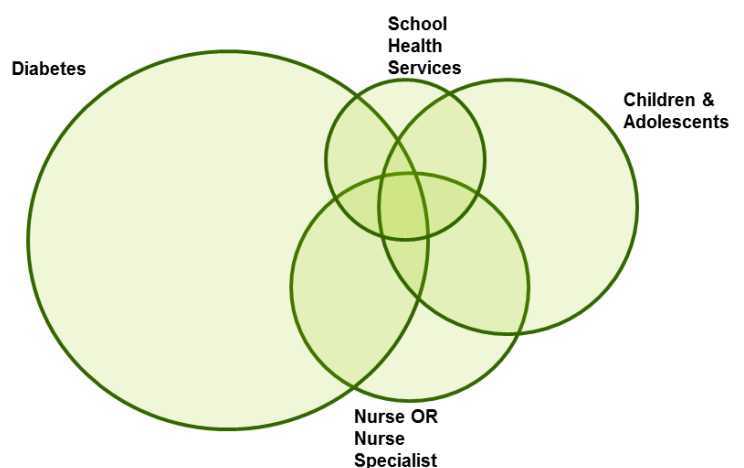 School
Health
Services
Diabetes
Children &
Adolescents
Nurse OR
Nurse
Specialist